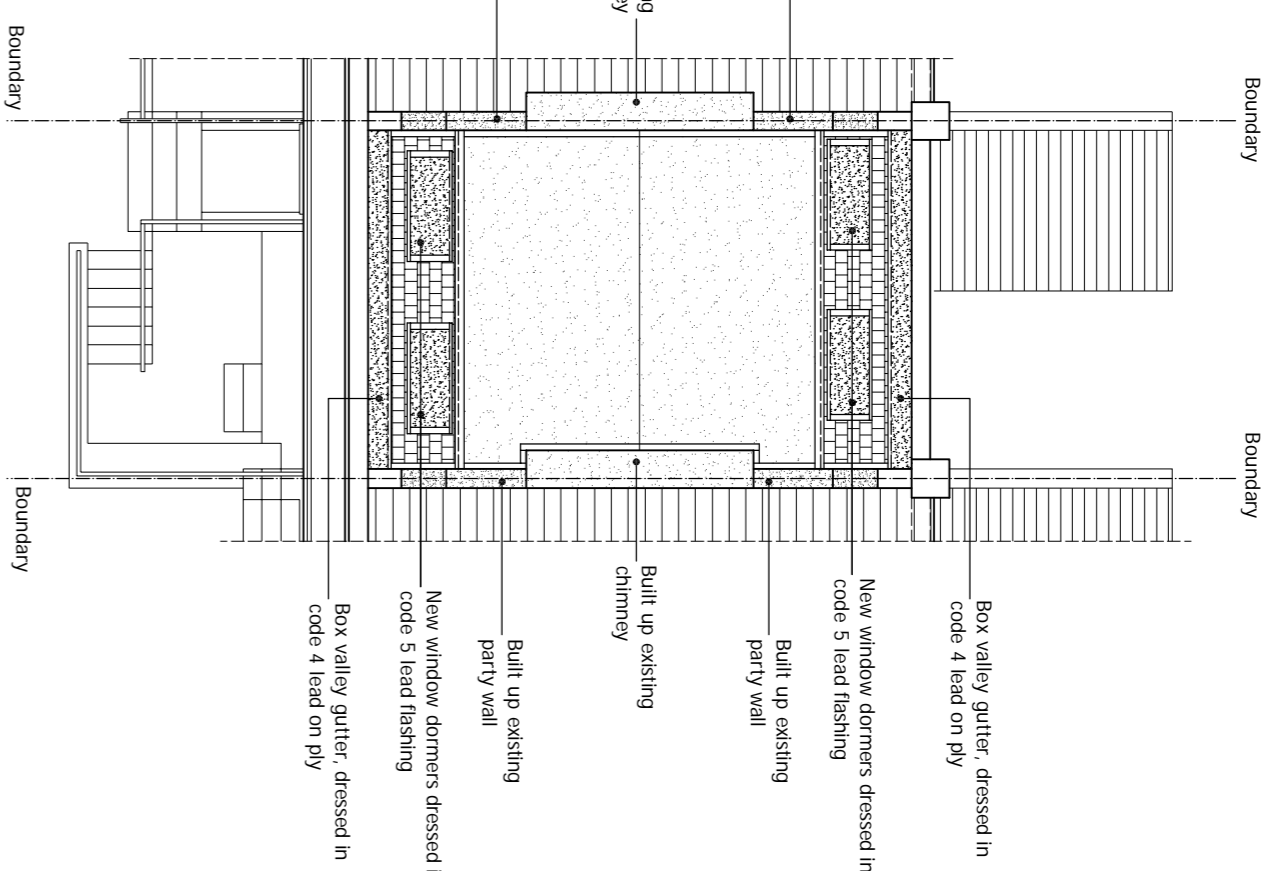 Boundary
Boundary
Box valley gutter, dressed in
code 4 lead on ply
New window dormers dressed in
code 5 lead flashing
Built up existing
party wall
Built up existing
chimney
Built up existing
party wall
New window dormers dressed
code 5 lead flashing
Box valley gutter, dressed in
code 4 lead on ply
Boundary
Boundary